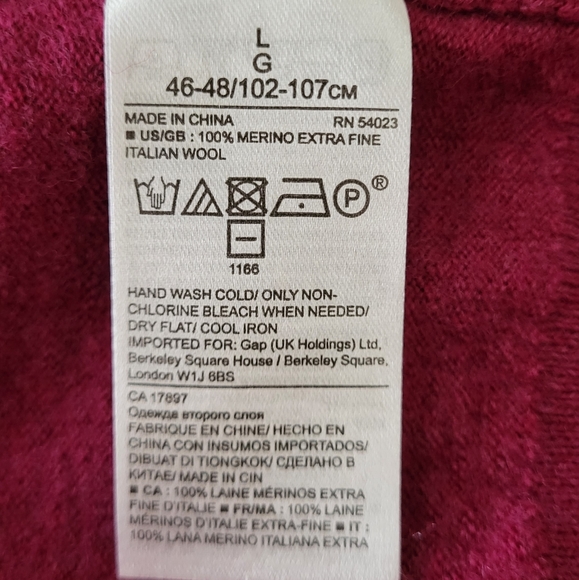 L
G
46-48/102-107CM
MADE IN CHINA RN 54023
■ US/GB : 100% MERINO EXTRA FINE
ITALIAN WOOL
P ®
1166
HAND WASH COLD/ ONLY NON-
CHLORINE BLEACH WHEN NEEDED/
DRY FLAT/ COOL IRON
IMPORTED FOR: Gap (UK Holdings) Ltd,
Berkeley Square House / Berkeley Square,
London W1J 6BS
CA 17897
Одежда второго слоя
FABRIQUE EN CHINE/ HECHO EN
CHINA CON INSUMOS IMPORTADOS/
DIBUAT DI TIONGKOK/ СДЕЛАНО В
КИТАЕ/ MADE IN CIN
■ CA : 100% LAINE MÉRINOS EXTRA
FINE D'ITALIE ■ FR/MA : 100% LAINE
MÉRINOS D'ITALIE EXTRA-FINE ■ IT :
100% LANA MERINO ITALIANA EXTRA